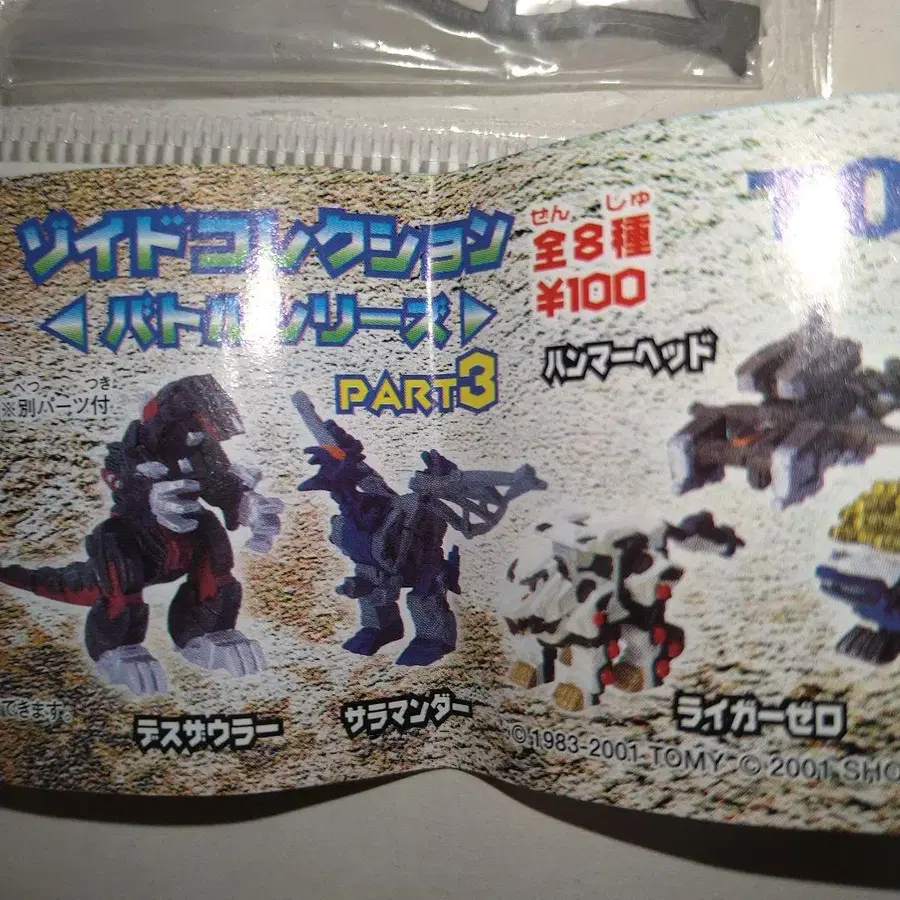 ゾイドコレクション
◀バトルシリーズ▶
PART3
せん しゅ
全8種
¥100
TO
ハンマーヘッド
べつ つき
※別パーツ付
できます。
デスザウラー
サラマンダー
ライガーゼロ
©1983-2001 TOMY © 2001 SHO